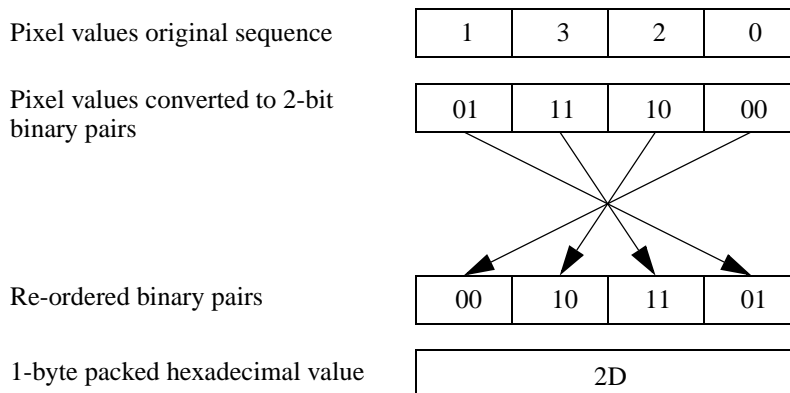 Pixel values original sequence
1 3 2 0
Pixel values converted to 2-bit
binary pairs
01 11 10 00
Re-ordered binary pairs
00 10 11 01
1-byte packed hexadecimal value
2D